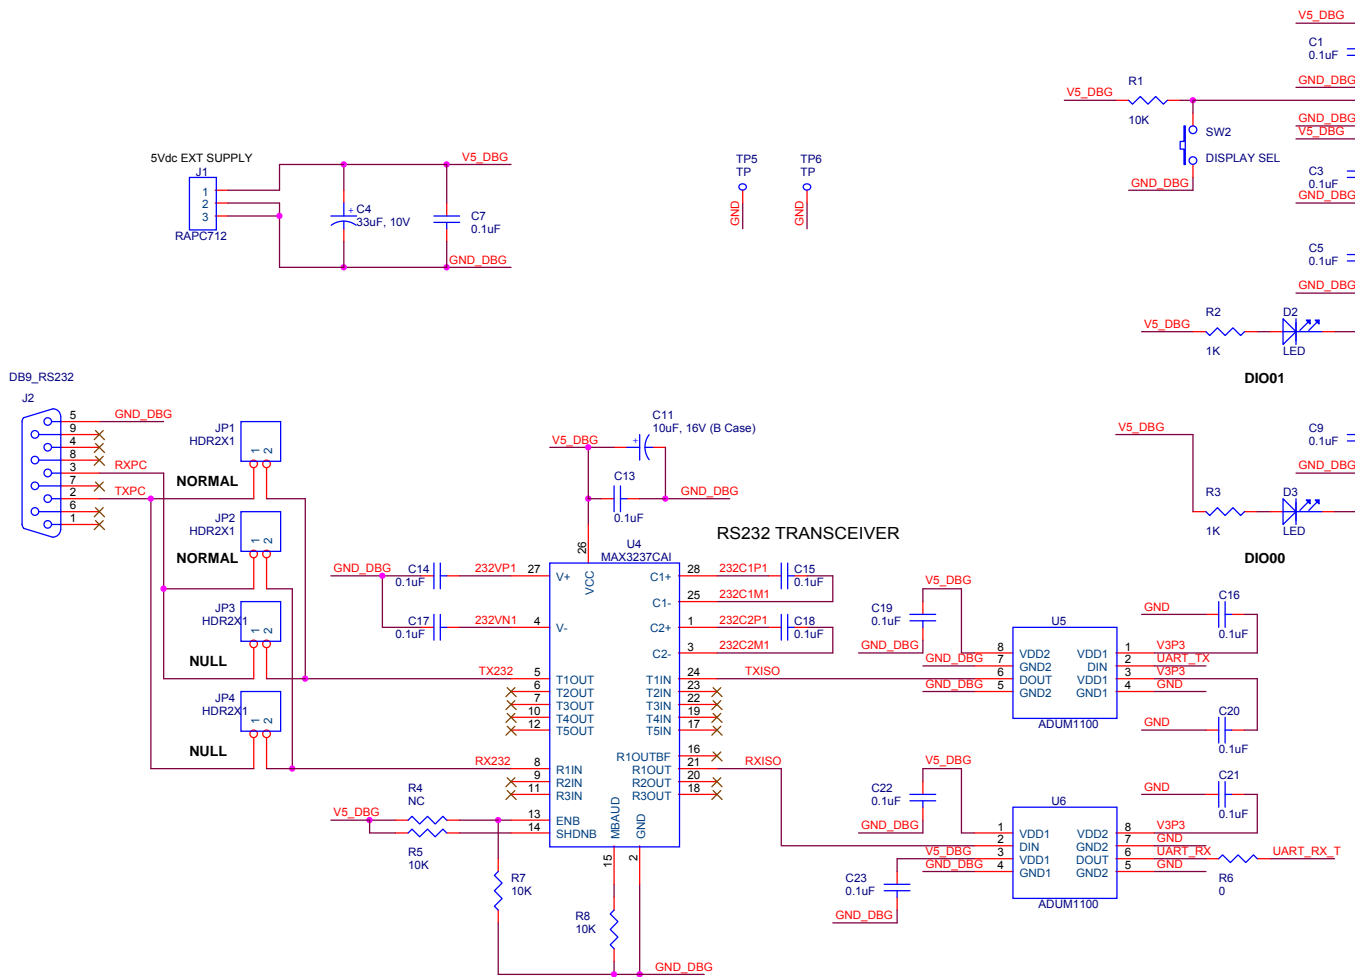 V5_DBG
C1
0.1uF
GND_DBG
R1
V5_DBG
10K
GND_DBG
V5_DBG
SW2
DISPLAY SEL
C3
0.1uF
GND_DBG
GND_DBG
5Vdc EXT SUPPLY
J1
1
2
3
RAPC712
V5_DBG
C4
+
33uF, 10V
C7
0.1uF
GND_DBG
TP5
TP
GND
TP6
TP
GND
C5
0.1uF
GND_DBG
V5_DBG
R2
1K
D2
LED
DIO01
V5_DBG
C9
0.1uF
GND_DBG
R3
1K
D3
LED
DIO00
DB9_RS232
J2
5
GND_DBG
9
4
8
3
RXPC
7
2
TXPC
6
1
JP1
HDR2X1
1 2
NORMAL
JP2
HDR2X1
1 2
NORMAL
JP3
HDR2X1
1 2
NULL
JP4
HDR2X1
1 2
NULL
C11
10uF, 16V (B Case)
V5_DBG
+
C13
0.1uF
GND_DBG
RS232 TRANSCEIVER
U4
MAX3237CAI
26
VCC
GND_DBG
C14
0.1uF
232VP1
27
V+
C17
0.1uF
232VN1
4
V-
TX232
5
T1OUT
6
T2OUT
7
T3OUT
10
T4OUT
12
T5OUT
RX232
8
R1IN
9
R2IN
11
R3IN
V5_DBG
R4
NC
13
ENB
14
SHDNB
R5
10K
R7
10K
R8
10K
15
MBAUD
2
GND
GND_DBG
C1+
28
232C1P1
C15
0.1uF
C1-
25
232C1M1
C2+
1
232C2P1
C18
0.1uF
C2-
3
232C2M1
T1IN
24
TXISO
T2IN
23
T3IN
22
T4IN
19
T5IN
17
R1OUTBF
16
R1OUT
21
RXISO
R2OUT
20
R3OUT
18
V5_DBG
C19
0.1uF
GND_DBG
GND_DBG
GND_DBG
U5
8
VDD2
7
GND2
6
DOUT
5
GND2
VDD1
1
V3P3
DIN
2
UART_TX
VDD1
3
V3P3
GND1
4
GND
ADUM1100
GND
C16
0.1uF
GND
C20
0.1uF
V5_DBG
C22
0.1uF
GND_DBG
V5_DBG
GND_DBG
C23
0.1uF
GND_DBG
U6
1
VDD1
2
DIN
3
VDD1
4
GND1
VDD2
8
V3P3
GND2
7
GND
DOUT
6
UART_RX
GND2
5
GND
ADUM1100
GND
C21
0.1uF
UART_RX_T
R6
0